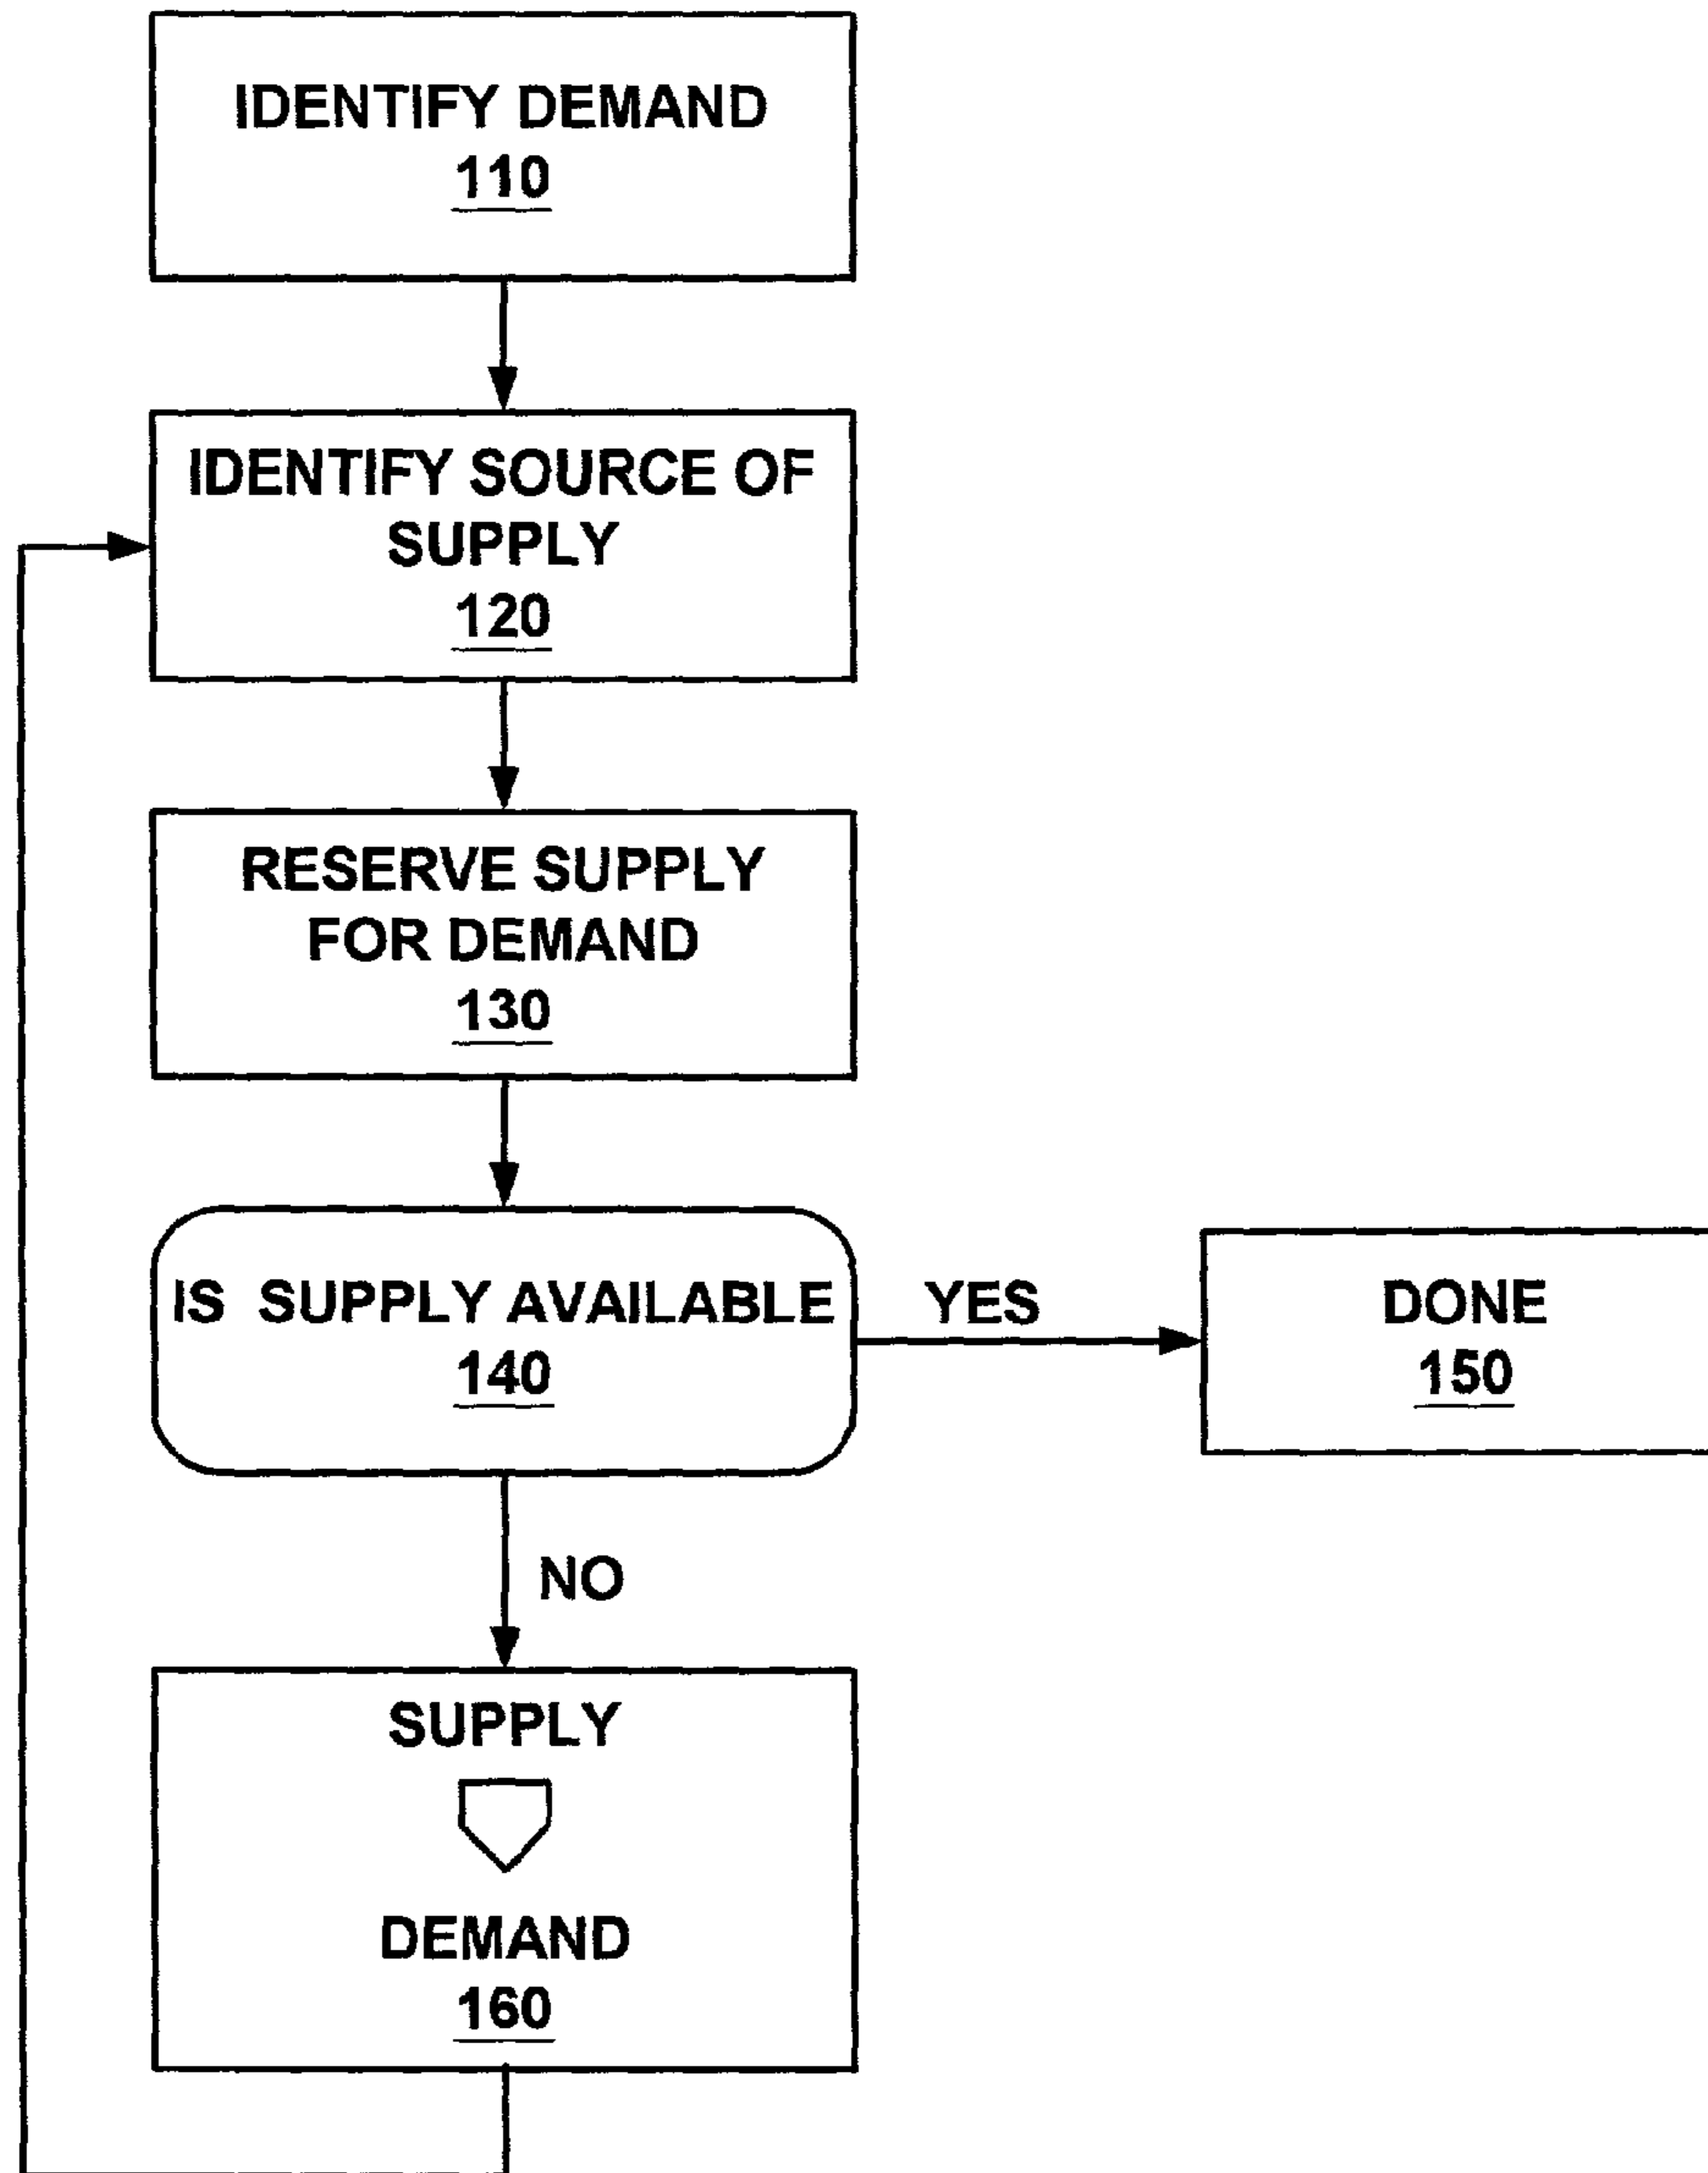 IDENTIFY DEMAND
110
IDENTIFY SOURCE OF
SUPPLY
120
RESERVE SUPPLY
FOR DEMAND
130
IS SUPPLY AVAILABLE
140
YES
DONE
150
NO
SUPPLY
DEMAND
160